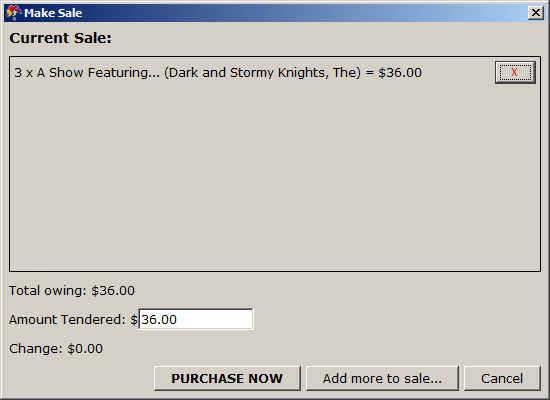 Make Sale
Current Sale:
3 x A Show Featuring... (Dark and Stormy Knights, The) = $36.00
X
Total owing: $36.00
Amount Tendered: $36.00
Change: $0.00
PURCHASE NOW
Add more to sale...
Cancel